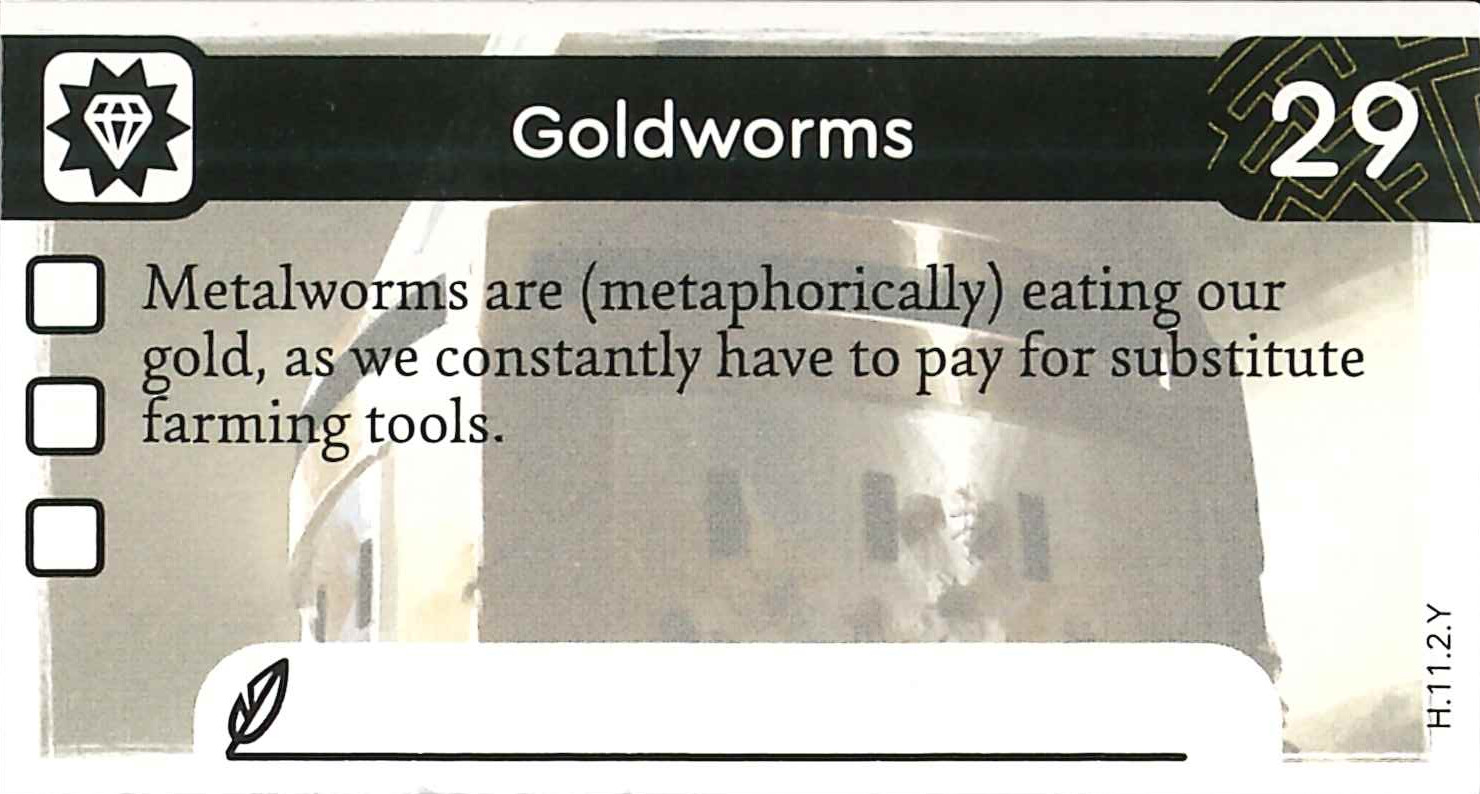 Goldworms
29
Metalworms are (metaphorically) eating our
gold, as we constantly have to pay for substitute
farming tools.
H.11.2.Y